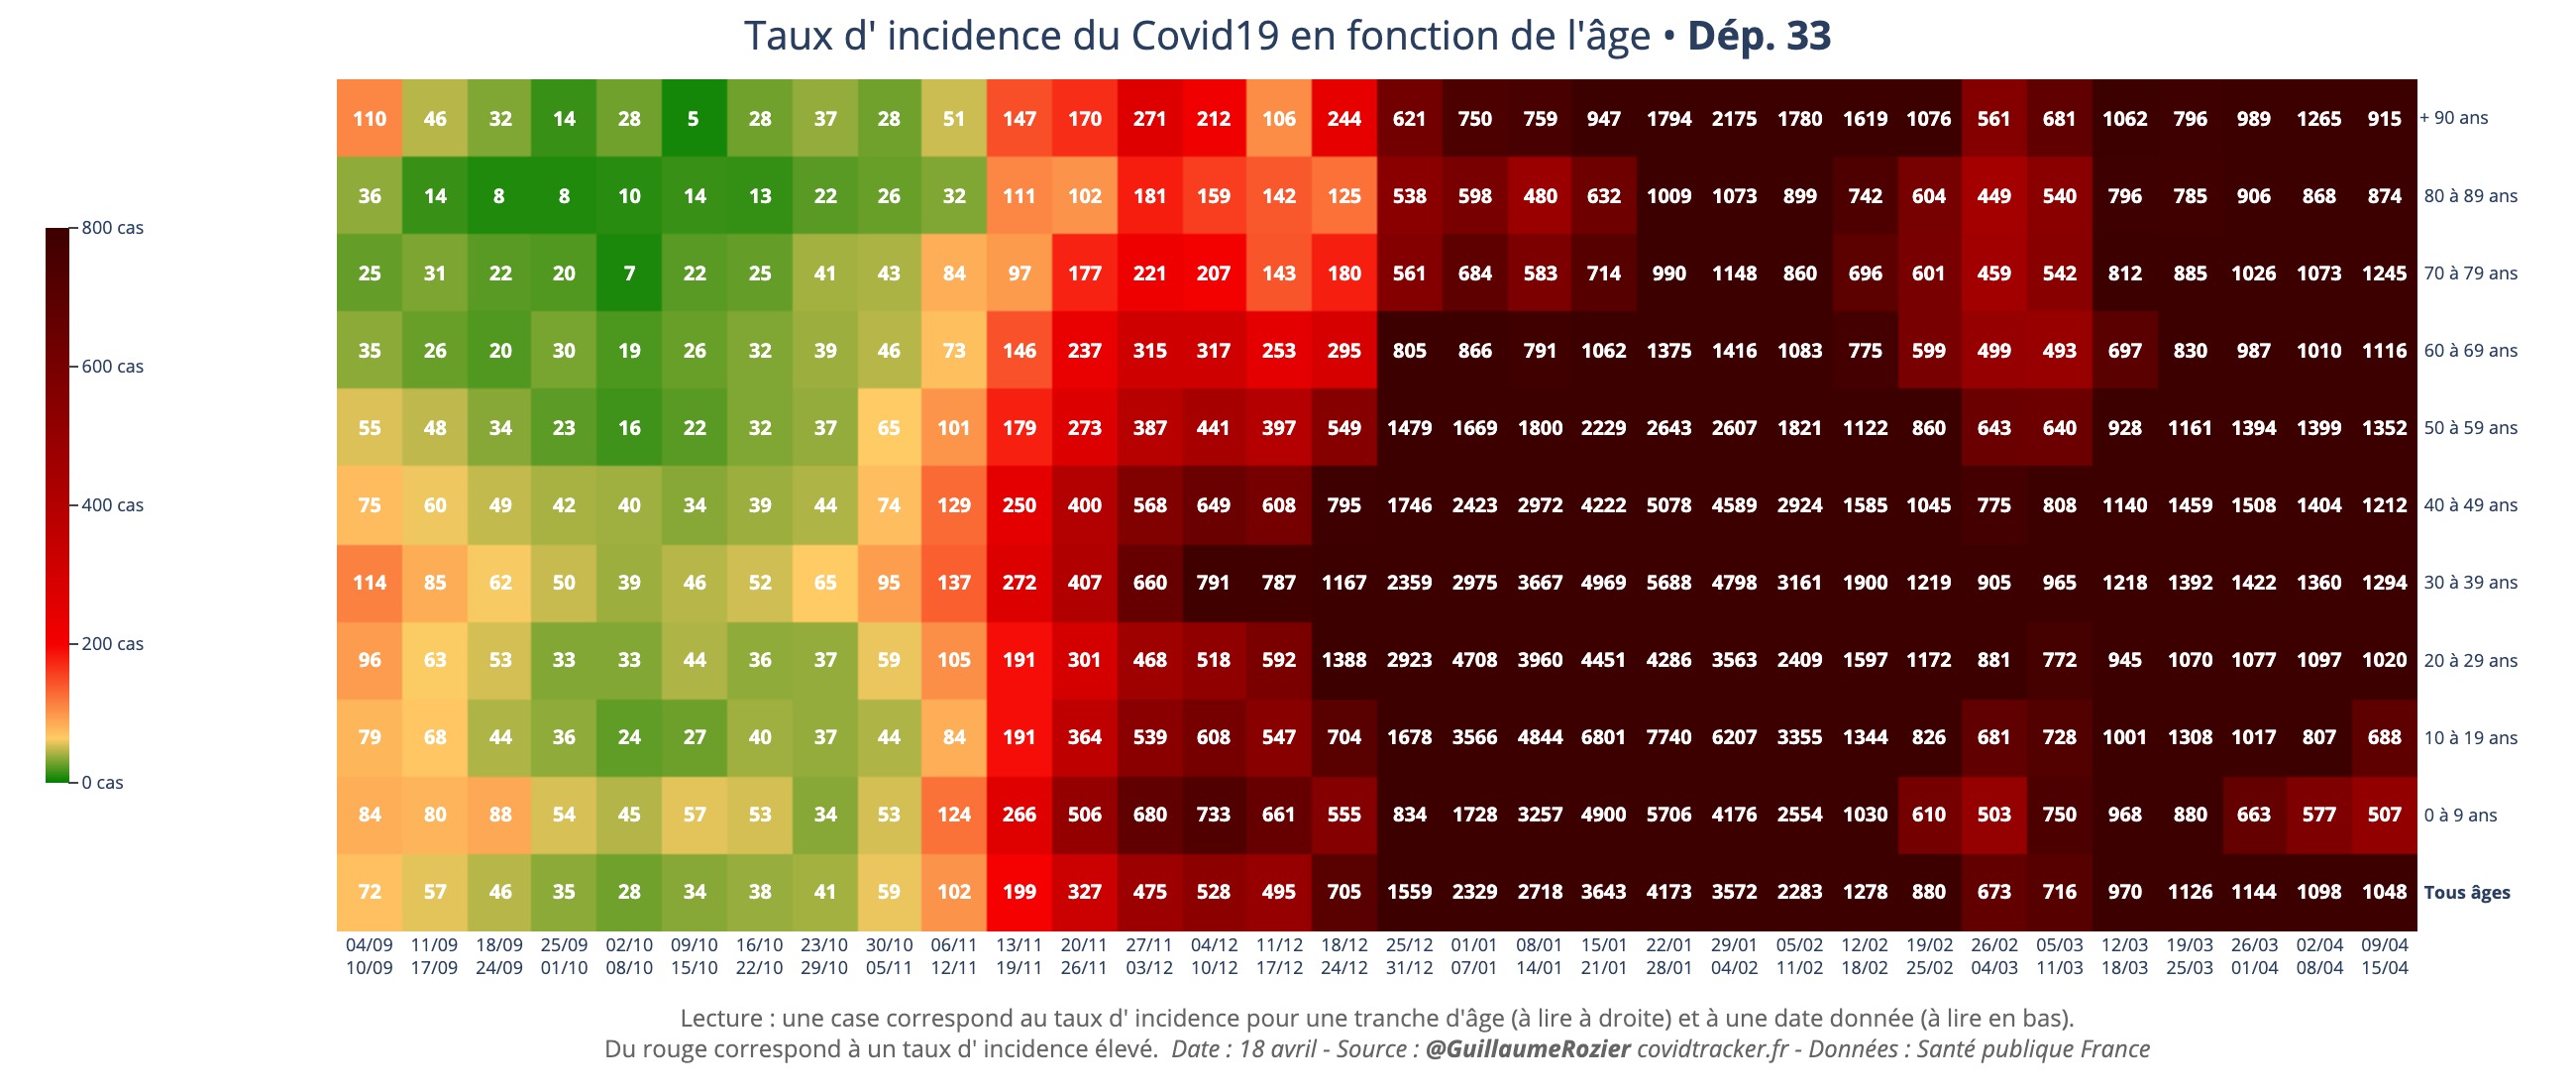 Taux d' incidence du Covid19 en fonction de l'âge • Dép. 33
110 46 32 14 28 5 28 37 28 51 147 170 271 212 106 244 621 750 759 947 1794 2175 1780 1619 1076 561 681 1062 796 989 1265 915 + 90 ans
36 14 8 8 10 14 13 22 26 32 111 102 181 159 142 125 538 598 480 632 1009 1073 899 742 604 449 540 796 785 906 868 874 80 à 89 ans
800 cas
25 31 22 20 7 22 25 41 43 84 97 177 221 207 143 180 561 684 583 714 990 1148 860 696 601 459 542 812 885 1026 1073 1245 70 à 79 ans
35 26 20 30 19 26 32 39 46 73 146 237 315 317 253 295 805 866 791 1062 1375 1416 1083 775 599 499 493 697 830 987 1010 1116 60 à 69 ans
600 cas
55 48 34 23 16 22 32 37 65 101 179 273 387 441 397 549 1479 1669 1800 2229 2643 2607 1821 1122 860 643 640 928 1161 1394 1399 1352 50 à 59 ans
400 cas
75 60 49 42 40 34 39 44 74 129 250 400 568 649 608 795 1746 2423 2972 4222 5078 4589 2924 1585 1045 775 808 1140 1459 1508 1404 1212 40 à 49 ans
114 85 62 50 39 46 52 65 95 137 272 407 660 791 787 1167 2359 2975 3667 4969 5688 4798 3161 1900 1219 905 965 1218 1392 1422 1360 1294 30 à 39 ans
200 cas
96 63 53 33 33 44 36 37 59 105 191 301 468 518 592 1388 2923 4708 3960 4451 4286 3563 2409 1597 1172 881 772 945 1070 1077 1097 1020 20 à 29 ans
79 68 44 36 24 27 40 37 44 84 191 364 539 608 547 704 1678 3566 4844 6801 7740 6207 3355 1344 826 681 728 1001 1308 1017 807 688 10 à 19 ans
0 cas
84 80 88 54 45 57 53 34 53 124 266 506 680 733 661 555 834 1728 3257 4900 5706 4176 2554 1030 610 503 750 968 880 663 577 507 0 à 9 ans
72 57 46 35 28 34 38 41 59 102 199 327 475 528 495 705 1559 2329 2718 3643 4173 3572 2283 1278 880 673 716 970 1126 1144 1098 1048 Tous âges
04/09 11/09 18/09 25/09 02/10 09/10 16/10 23/10 30/10 06/11 13/11 20/11 27/11 04/12 11/12 18/12 25/12 01/01 08/01 15/01 22/01 29/01 05/02 12/02 19/02 26/02 05/03 12/03 19/03 26/03 02/04 09/04
10/09 17/09 24/09 01/10 08/10 15/10 22/10 29/10 05/11 12/11 19/11 26/11 03/12 10/12 17/12 24/12 31/12 07/01 14/01 21/01 28/01 04/02 11/02 18/02 25/02 04/03 11/03 18/03 25/03 01/04 08/04 15/04
Lecture : une case correspond au taux d' incidence pour une tranche d'âge (à lire à droite) et à une date donnée (à lire en bas).
Du rouge correspond à un taux d' incidence élevé. Date : 18 avril - Source : @GuillaumeRozier covidtracker.fr - Données : Santé publique France